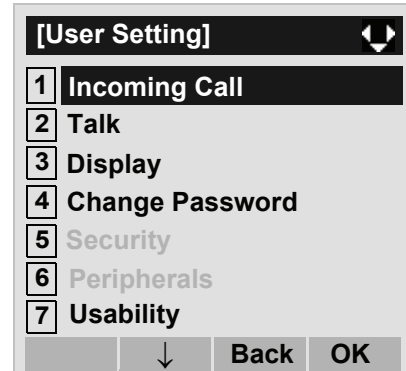 [User Setting]
1 Incoming Call
2 Talk
3 Display
4 Change Password
5 Security
6 Peripherals
7 Usability
↓ Back OK